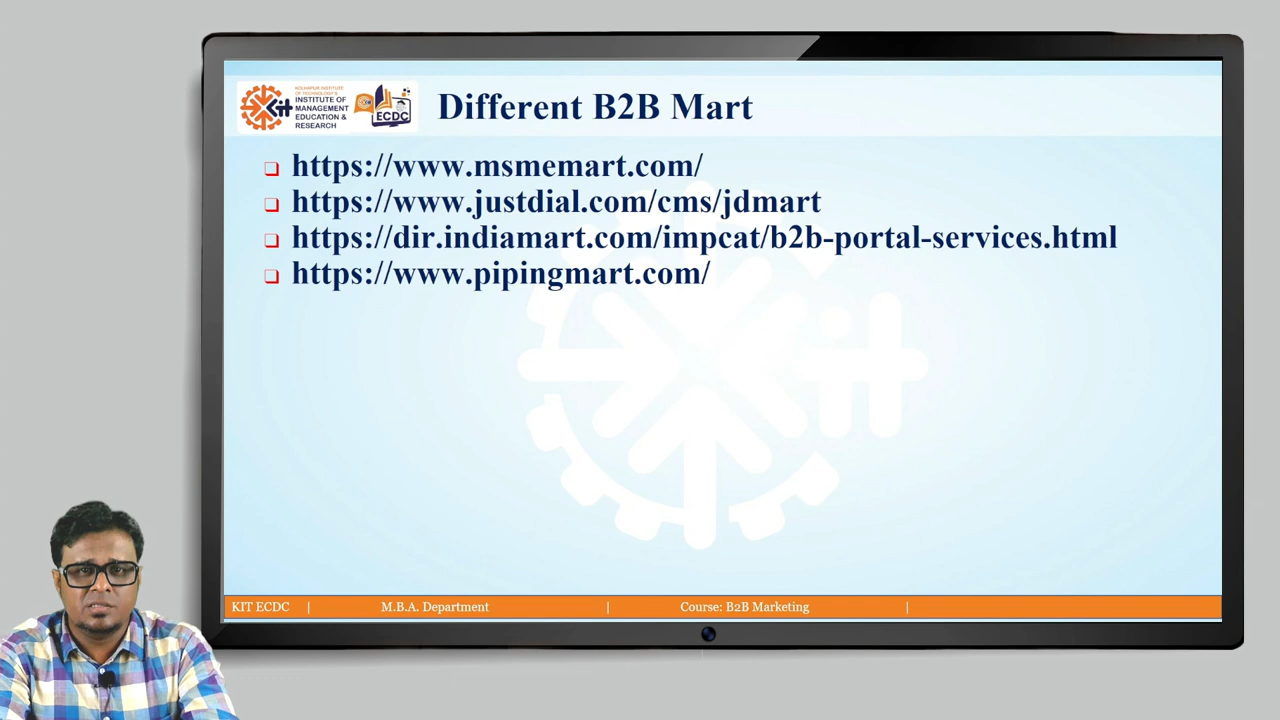 KOLHAPUR INSTITUTE
OF TECHNOLOGY'S
INSTITUTE OF
MANAGEMENT
EDUCATION &
RESEARCH
Kit
ECDC
Different B2B Mart
https://www.msmemart.com/
https://www.justdial.com/cms/jdmart
https://dir.indiamart.com/impcat/b2b-portal-services.html
https://www.pipingmart.com/
KIT ECDC | M.B.A. Department | Course: B2B Marketing |